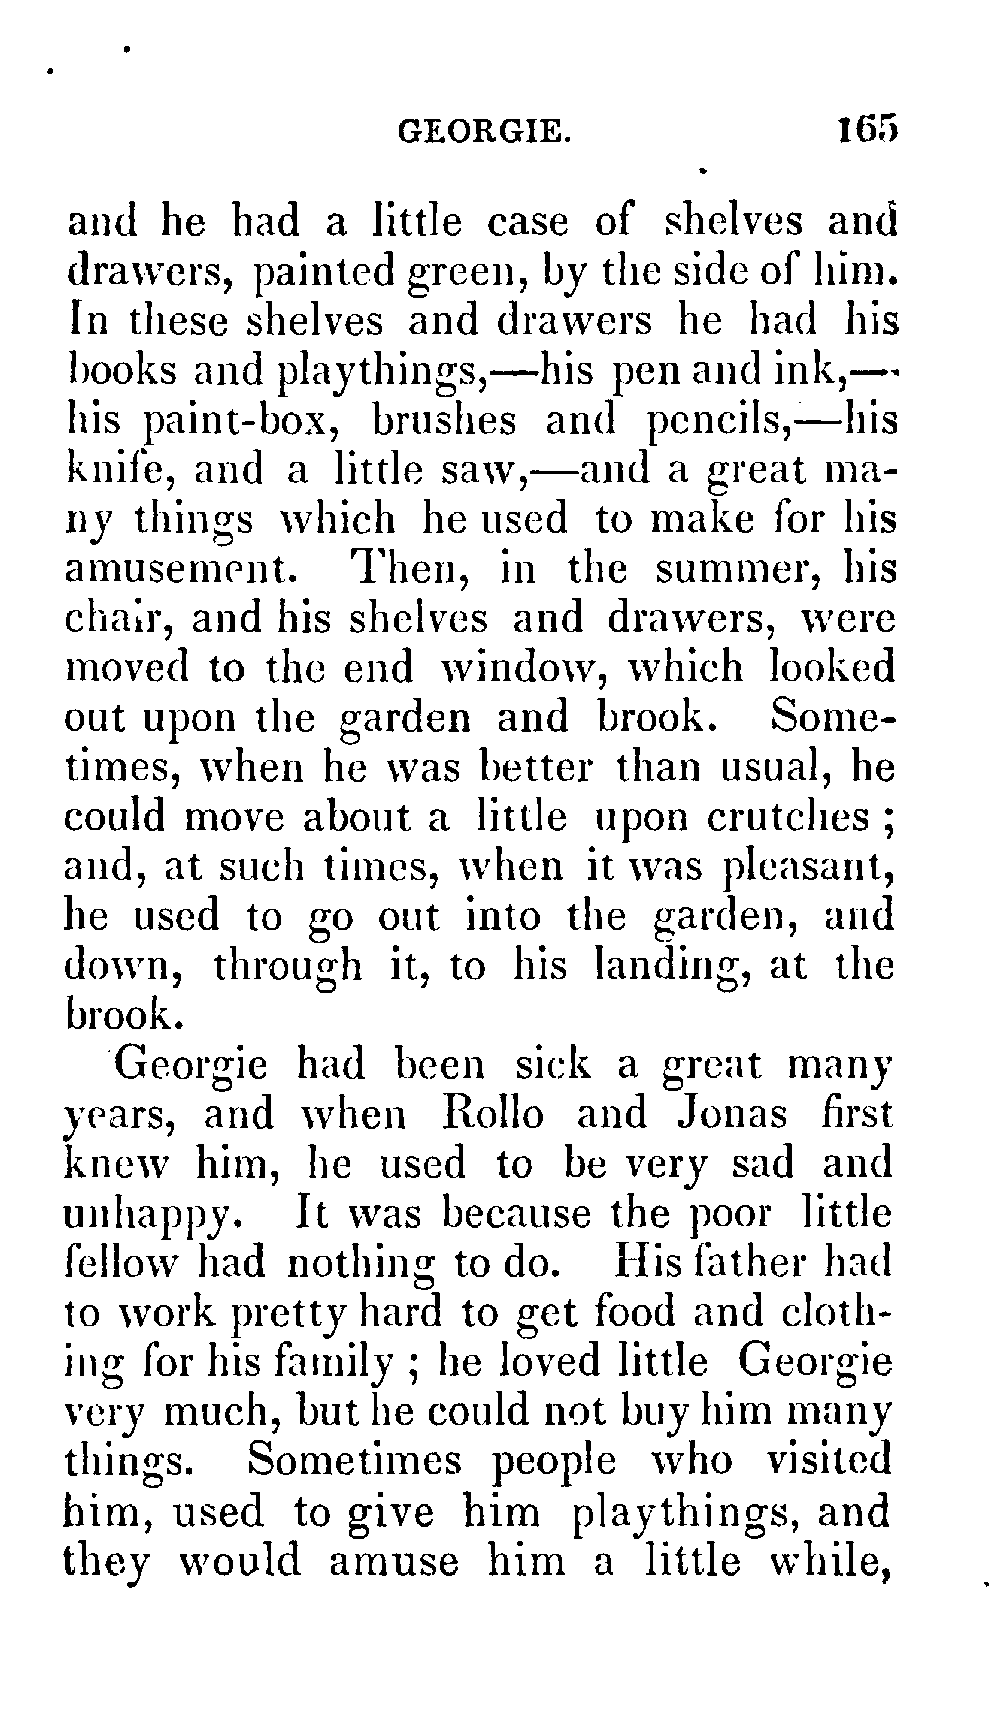 GEORGIE. 165
and he had a little case of shelves and
drawers, painted green, by the side of him.
In these shelves and drawers he had his
books and playthings,—his pen and ink,—
his paint-box, brushes and pencils,—his
knife, and a little saw,—and a great ma-
ny things which he used to make for his
amusement. Then, in the summer, his
chair, and his shelves and drawers, were
moved to the end window, which looked
out upon the garden and brook. Some-
times, when he was better than usual, he
could move about a little upon crutches ;
and, at such times, when it was pleasant,
he used to go out into the garden, and
down, through it, to his landing, at the
brook.
Georgie had been sick a great many
years, and when Rollo and Jonas first
knew him, he used to be very sad and
unhappy. It was because the poor little
fellow had nothing to do. His father had
to work pretty hard to get food and cloth-
ing for his family ; he loved little Georgie
very much, but he could not buy him many
things. Sometimes people who visited
him, used to give him playthings, and
they would amuse him a little while,